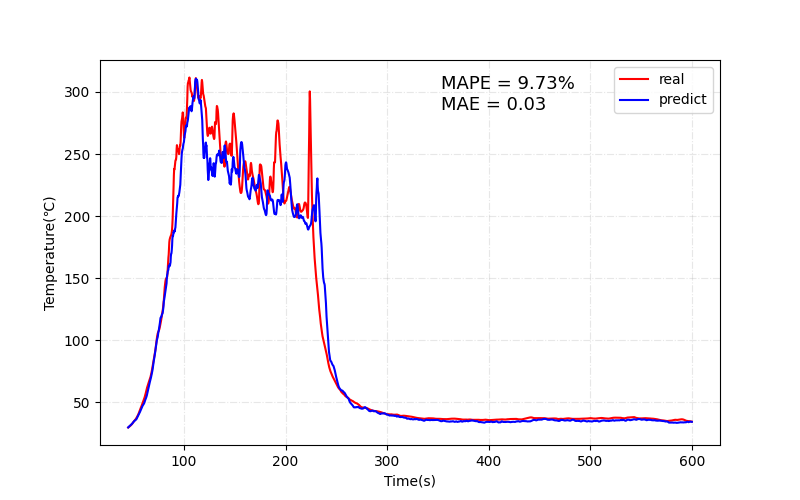 MAPE = 9.73%
MAE = 0.03
real
predict
Temperature(℃)
300
250
200
150
100
50
100
200
300
400
500
600
Time(s)